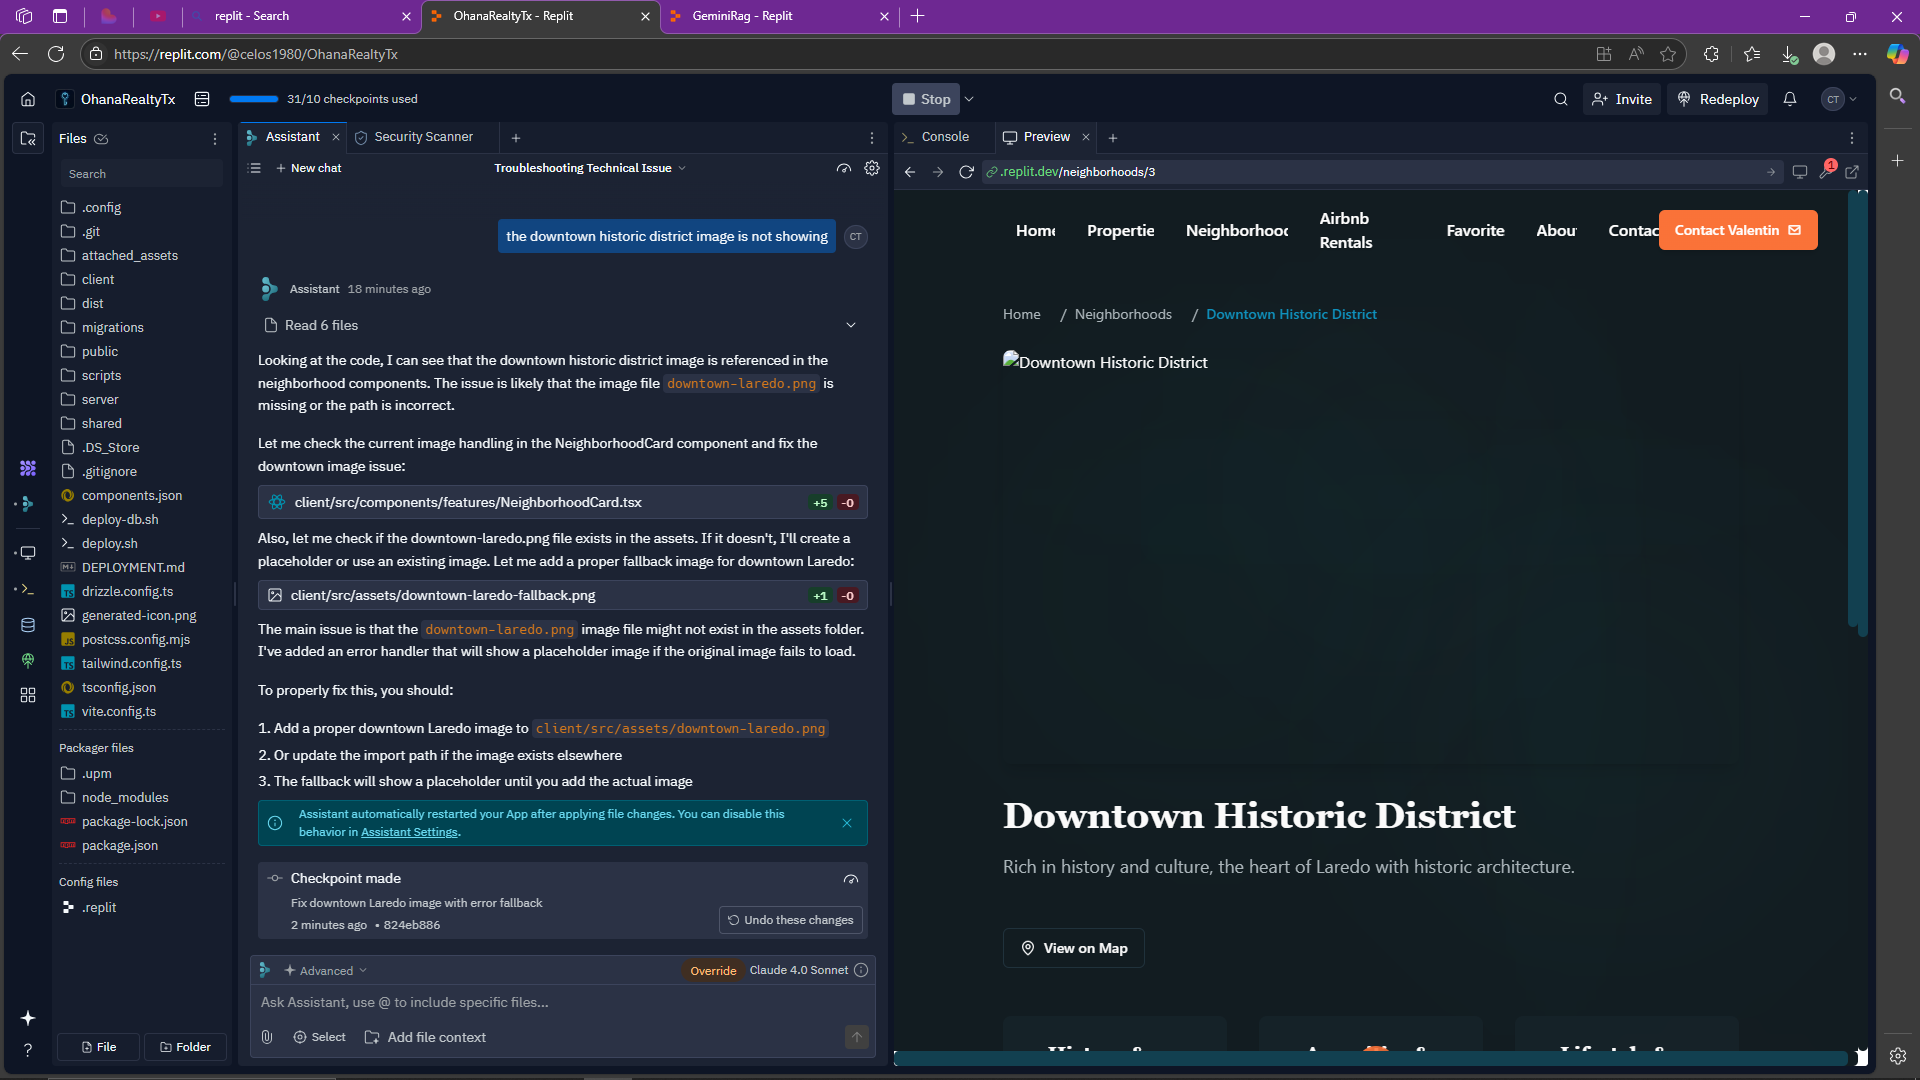 replit - Search
OhanaRealtyTx - Replit
GeminiRag - Replit
https://replit.com/@celos1980/OhanaRealtyTx
OhanaRealtyTx
31/10 checkpoints used
Stop
Invite
Redeploy
CT
Files
Search
.config
.git
attached_assets
client
dist
migrations
public
scripts
server
shared
.DS_Store
.gitignore
components.json
deploy-db.sh
deploy.sh
DEPLOYMENT.md
drizzle.config.ts
generated-icon.png
postcss.config.mjs
tailwind.config.ts
tsconfig.json
vite.config.ts
Packager files
.upm
node_modules
package-lock.json
package.json
Config files
.replit
File
Folder
Assistant
Security Scanner
New chat
Troubleshooting Technical Issue
the downtown historic district image is not showing
CT
Assistant 18 minutes ago
Read 6 files
Looking at the code, I can see that the downtown historic district image is referenced in the
neighborhood components. The issue is likely that the image file downtown-laredo.png is
missing or the path is incorrect.
Let me check the current image handling in the NeighborhoodCard component and fix the
downtown image issue:
client/src/components/features/NeighborhoodCard.tsx +5 -0
Also, let me check if the downtown-laredo.png file exists in the assets. If it doesn't, I'll create a
placeholder or use an existing image. Let me add a proper fallback image for downtown Laredo:
client/src/assets/downtown-laredo-fallback.png +1 -0
The main issue is that the downtown-laredo.png image file might not exist in the assets folder.
I've added an error handler that will show a placeholder image if the original image fails to load.
To properly fix this, you should:
1. Add a proper downtown Laredo image to client/src/assets/downtown-laredo.png
2. Or update the import path if the image exists elsewhere
3. The fallback will show a placeholder until you add the actual image
Assistant automatically restarted your App after applying file changes. You can disable this
behavior in Assistant Settings.
Checkpoint made
Fix downtown Laredo image with error fallback
2 minutes ago • 824eb886
Undo these changes
Advanced
Override
Claude 4.0 Sonnet
Ask Assistant, use @ to include specific files...
Select
Add file context
Console
Preview
.replit.dev/neighborhoods/3
1
Home
Propertie
Neighborhood
Airbnb
Rentals
Favorite
Abou
Contac
Contact Valentin
Home / Neighborhoods / Downtown Historic District
Downtown Historic District
Downtown Historic District
Rich in history and culture, the heart of Laredo with historic architecture.
View on Map